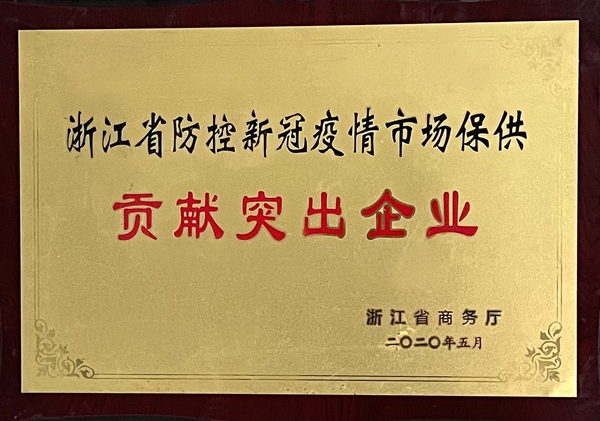 浙江省防控新冠疫情市场保供
贡献突出企业
浙江省商务厅
二〇二〇年五月